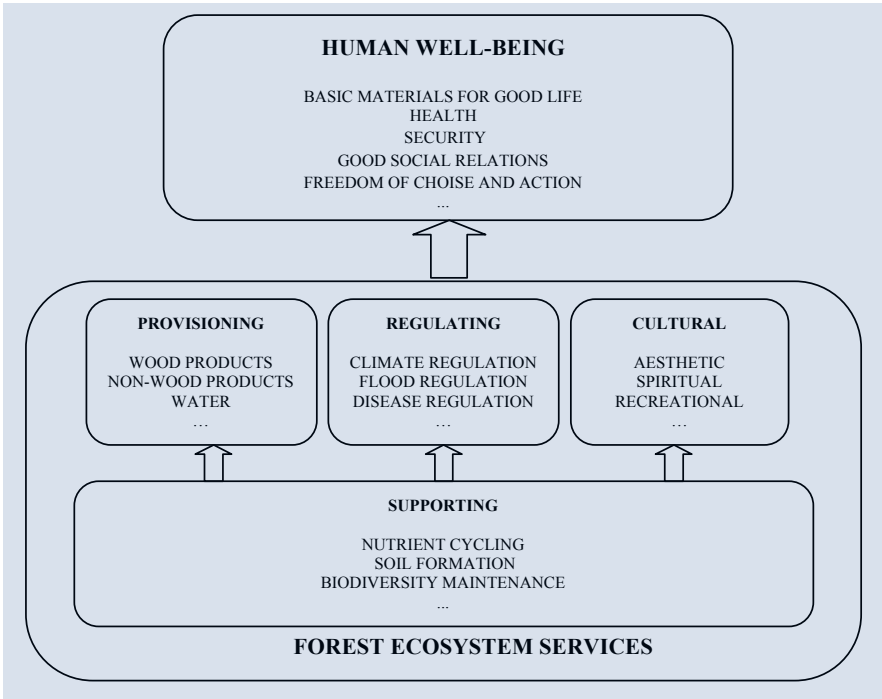 HUMAN WELL-BEING
BASIC MATERIALS FOR GOOD LIFE
HEALTH
SECURITY
GOOD SOCIAL RELATIONS
FREEDOM OF CHOISE AND ACTION
...
PROVISIONING
WOOD PRODUCTS
NON-WOOD PRODUCTS
WATER
…
REGULATING
CLIMATE REGULATION
FLOOD REGULATION
DISEASE REGULATION
…
CULTURAL
AESTHETIC
SPIRITUAL
RECREATIONAL
…
SUPPORTING
NUTRIENT CYCLING
SOIL FORMATION
BIODIVERSITY MAINTENANCE
...
FOREST ECOSYSTEM SERVICES